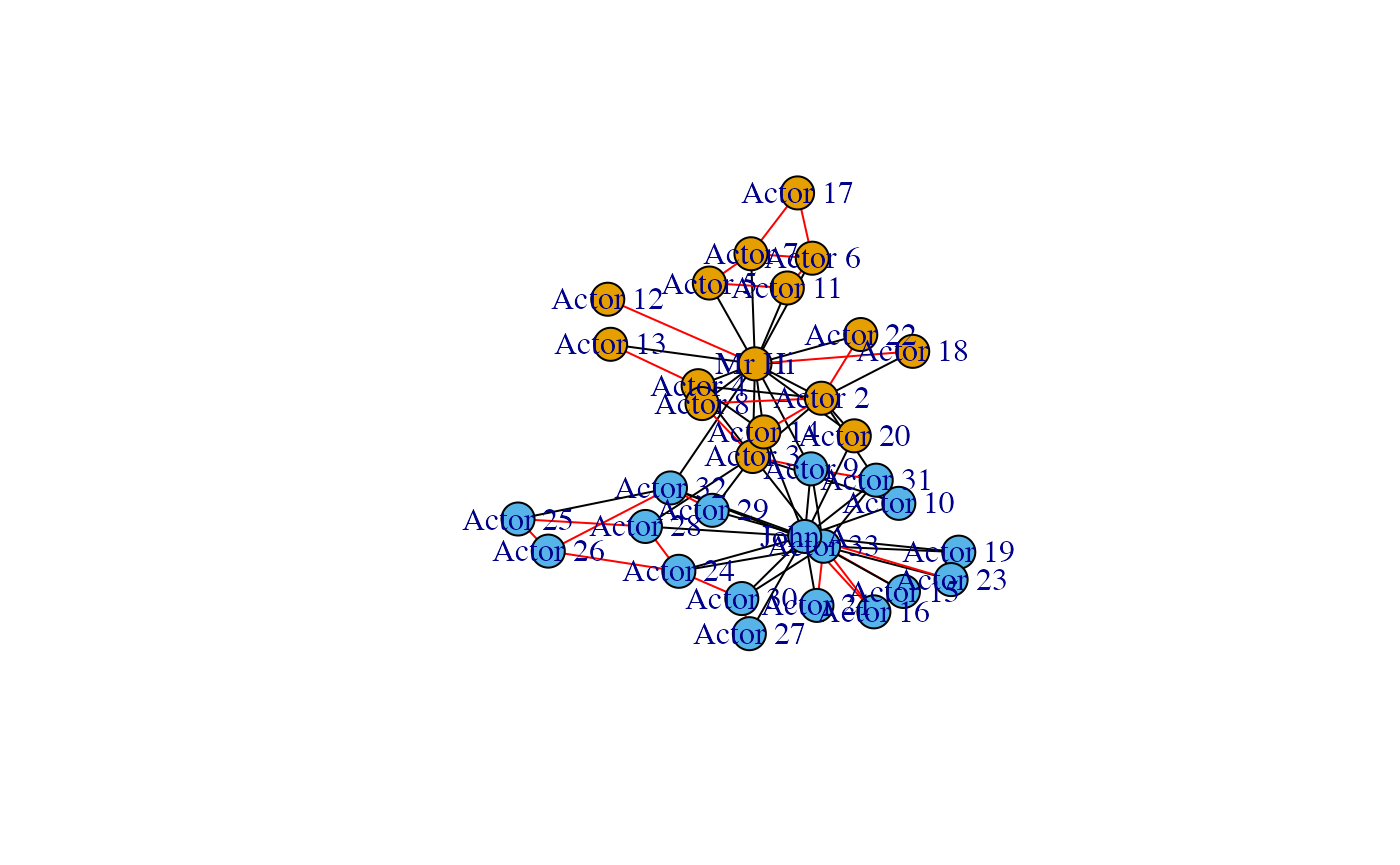 Actor 17
Actor 7
Actor 6
Actor 5
Actor 11
Actor 12
Actor 22
Actor 13
Actor 18
Mr Hi
Actor 4
Actor 8
Actor 2
Actor 14
Actor 20
Actor 3
Actor 9
Actor 31
Actor 32
Actor 10
Actor 29
Actor 25
Actor 28
John A
Actor 33
Actor 26
Actor 19
Actor 24
Actor 23
Actor 15
Actor 30
Actor 21
Actor 16
Actor 27